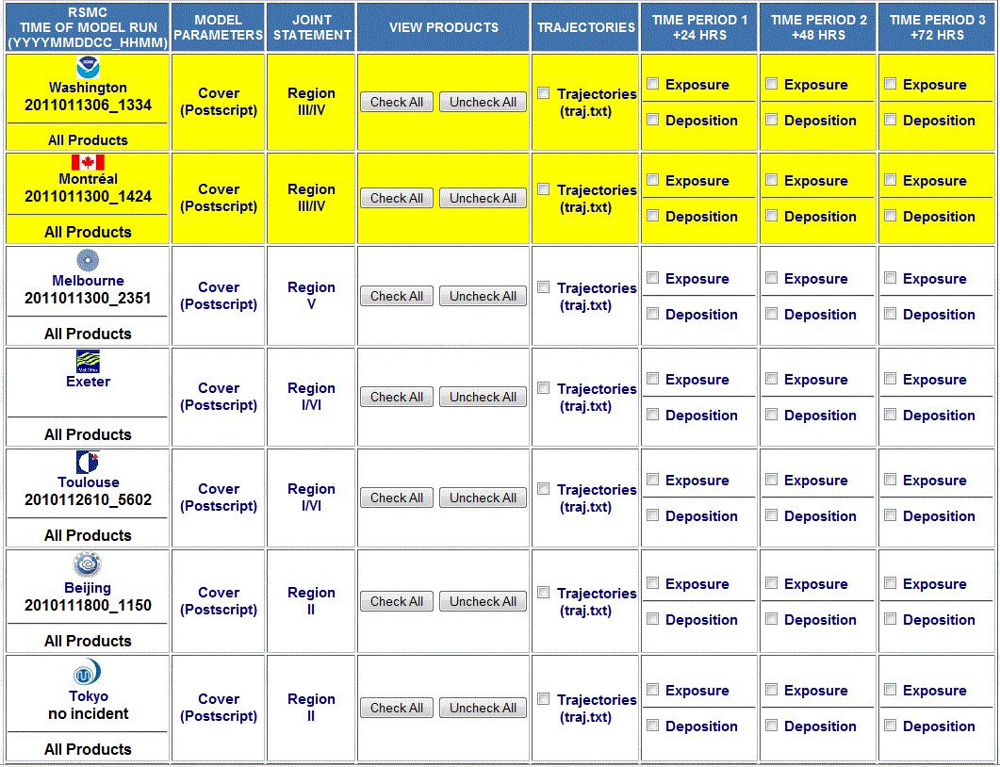 RSMC
TIME OF MODEL RUN
(YYYYMMDDCC_HHMM)
MODEL
PARAMETERS
JOINT
STATEMENT
VIEW PRODUCTS
TRAJECTORIES
TIME PERIOD 1
+24 HRS
TIME PERIOD 2
+48 HRS
TIME PERIOD 3
+72 HRS
Washington
2011011306_1334
All Products
Cover
(Postscript)
Region
III/IV
Check All Uncheck All
Trajectories
(traj.txt)
Exposure
Deposition
Exposure
Deposition
Exposure
Deposition
Montréal
2011011300_1424
All Products
Cover
(Postscript)
Region
III/IV
Check All Uncheck All
Trajectories
(traj.txt)
Exposure
Deposition
Exposure
Deposition
Exposure
Deposition
Melbourne
2011011300_2351
All Products
Cover
(Postscript)
Region
V
Check All Uncheck All
Trajectories
(traj.txt)
Exposure
Deposition
Exposure
Deposition
Exposure
Deposition
Exeter
All Products
Cover
(Postscript)
Region
I/VI
Check All Uncheck All
Trajectories
(traj.txt)
Exposure
Deposition
Exposure
Deposition
Exposure
Deposition
Toulouse
2010112610_5602
All Products
Cover
(Postscript)
Region
I/VI
Check All Uncheck All
Trajectories
(traj.txt)
Exposure
Deposition
Exposure
Deposition
Exposure
Deposition
Beijing
2010111800_1150
All Products
Cover
(Postscript)
Region
II
Check All Uncheck All
Trajectories
(traj.txt)
Exposure
Deposition
Exposure
Deposition
Exposure
Deposition
Tokyo
no incident
All Products
Cover
(Postscript)
Region
II
Check All Uncheck All
Trajectories
(traj.txt)
Exposure
Deposition
Exposure
Deposition
Exposure
Deposition